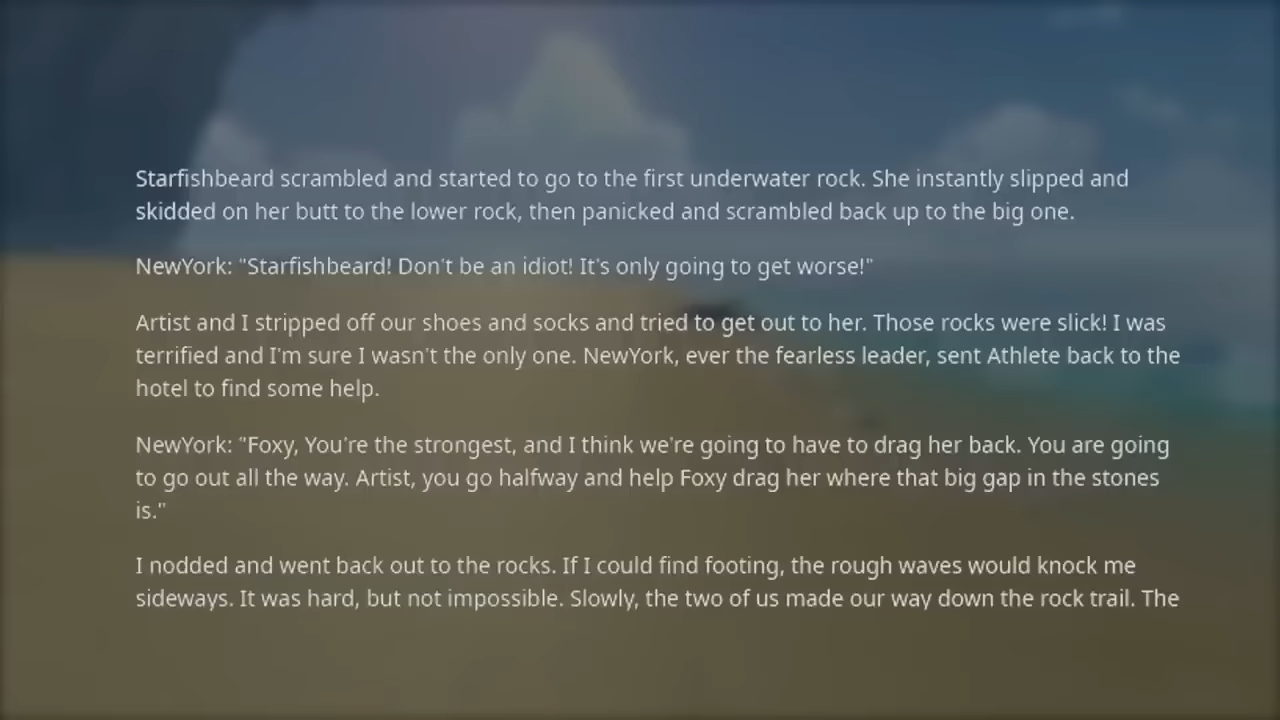 Starfishbeard scrambled and started to go to the first underwater rock. She instantly slipped and
skidded on her butt to the lower rock, then panicked and scrambled back up to the big one.
NewYork: "Starfishbeard! Don't be an idiot! It's only going to get worse!"
Artist and I stripped off our shoes and socks and tried to get out to her. Those rocks were slick! I was
terrified and I'm sure I wasn't the only one. NewYork, ever the fearless leader, sent Athlete back to the
hotel to find some help.
NewYork: "Foxy, You're the strongest, and I think we're going to have to drag her back. You are going
to go out all the way. Artist, you go halfway and help Foxy drag her where that big gap in the stones
is."
I nodded and went back out to the rocks. If I could find footing, the rough waves would knock me
sideways. It was hard, but not impossible. Slowly, the two of us made our way down the rock trail. The